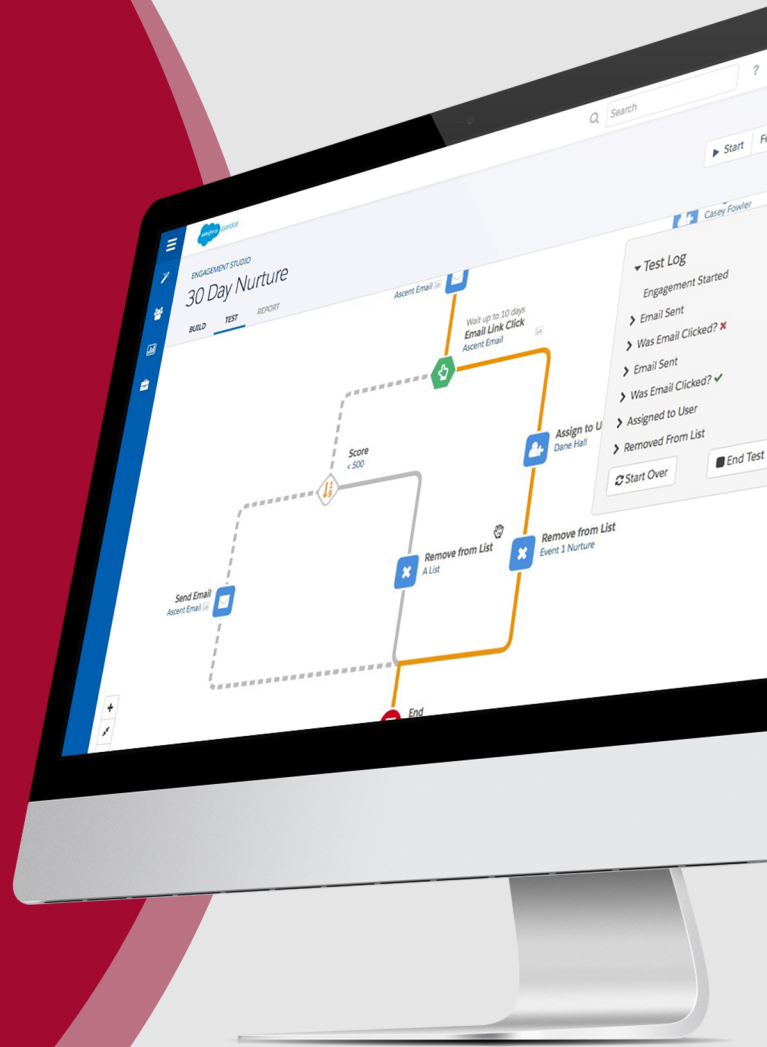 salesforce pardot
Search
?
Start
ENGAGEMENT STUDIO
30 Day Nurture
BUILD
TEST
REPORT
Casey Fowler
Ascent Email
Wait up to 10 days
Email Link Click
Ascent Email
Score
< 500
Assign to U
Dane Hall
Remove from List
A List
Remove from List
Event 1 Nurture
Send Email
Ascent Email
End
Test Log
Engagement Started
Email Sent
Was Email Clicked?
Email Sent
Was Email Clicked?
Assigned to User
Removed From List
Start Over
End Test